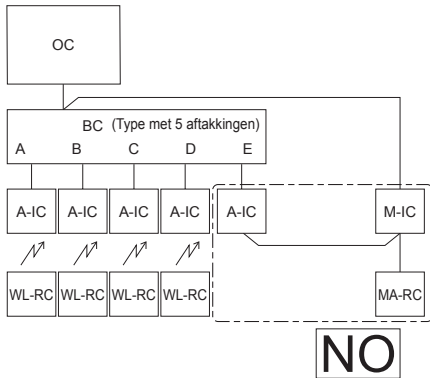 OC
BC (Type met 5 aftakkingen)
A B C D E
A-IC A-IC A-IC A-IC A-IC M-IC
WL-RC WL-RC WL-RC WL-RC MA-RC
NO